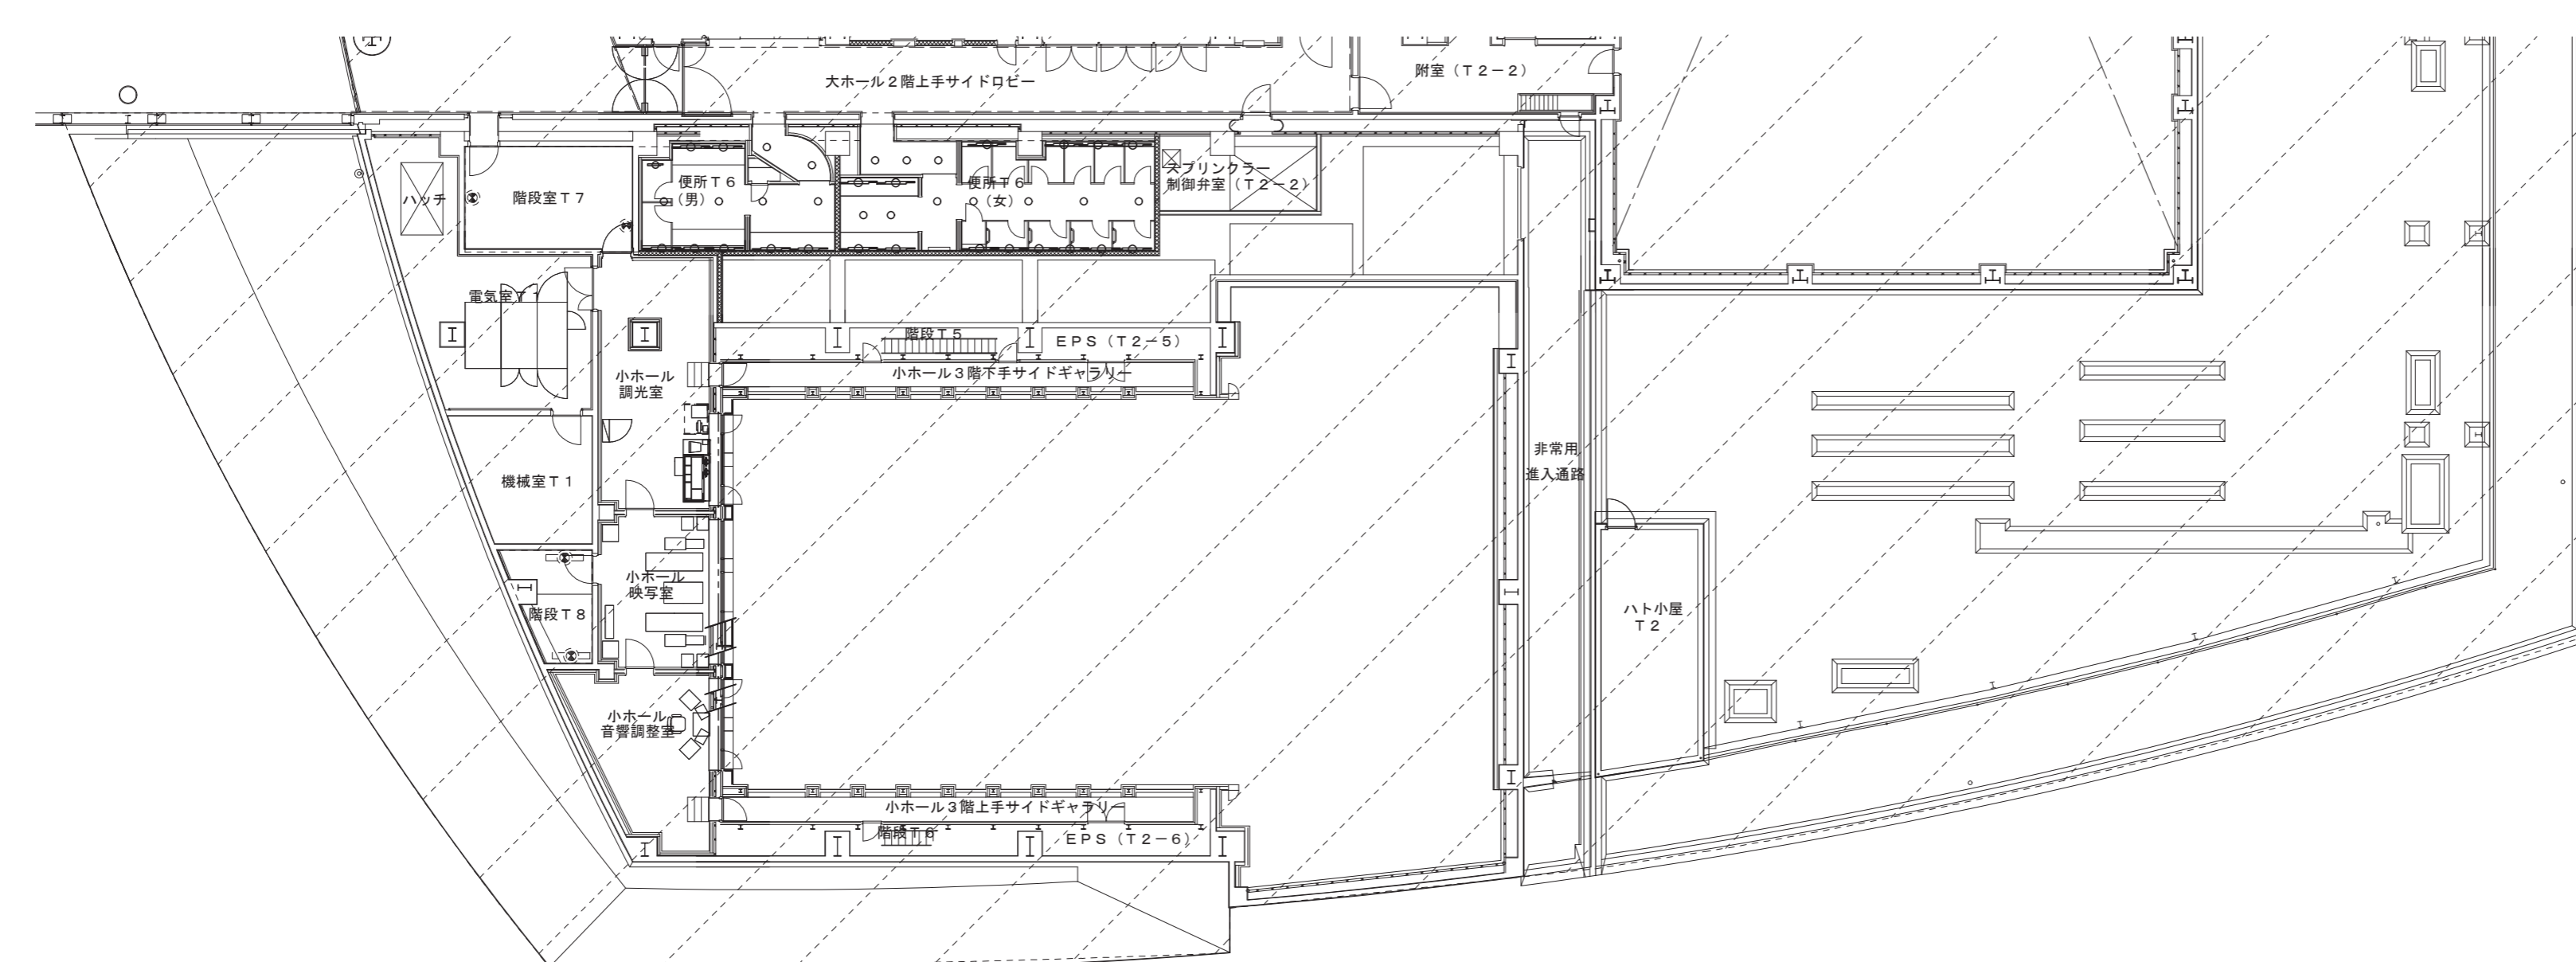 大ホール２階上手サイドロビー
附室（Ｔ２－２）
ハッチ
階段室Ｔ７
便所Ｔ６
（男）
便所Ｔ６
（女）
スプリンクラー
制御弁室（Ｔ２－２）
電気室Ｔ１
階段Ｔ５
ＥＰＳ（Ｔ２－５）
小ホール３階下手サイドギャラリー
小ホール
調光室
機械室Ｔ１
非常用
進入通路
小ホール
映写室
階段Ｔ８
ハト小屋
Ｔ２
小ホール
音響調整室
小ホール３階上手サイドギャラリー
階段Ｔ６
ＥＰＳ（Ｔ２－６）